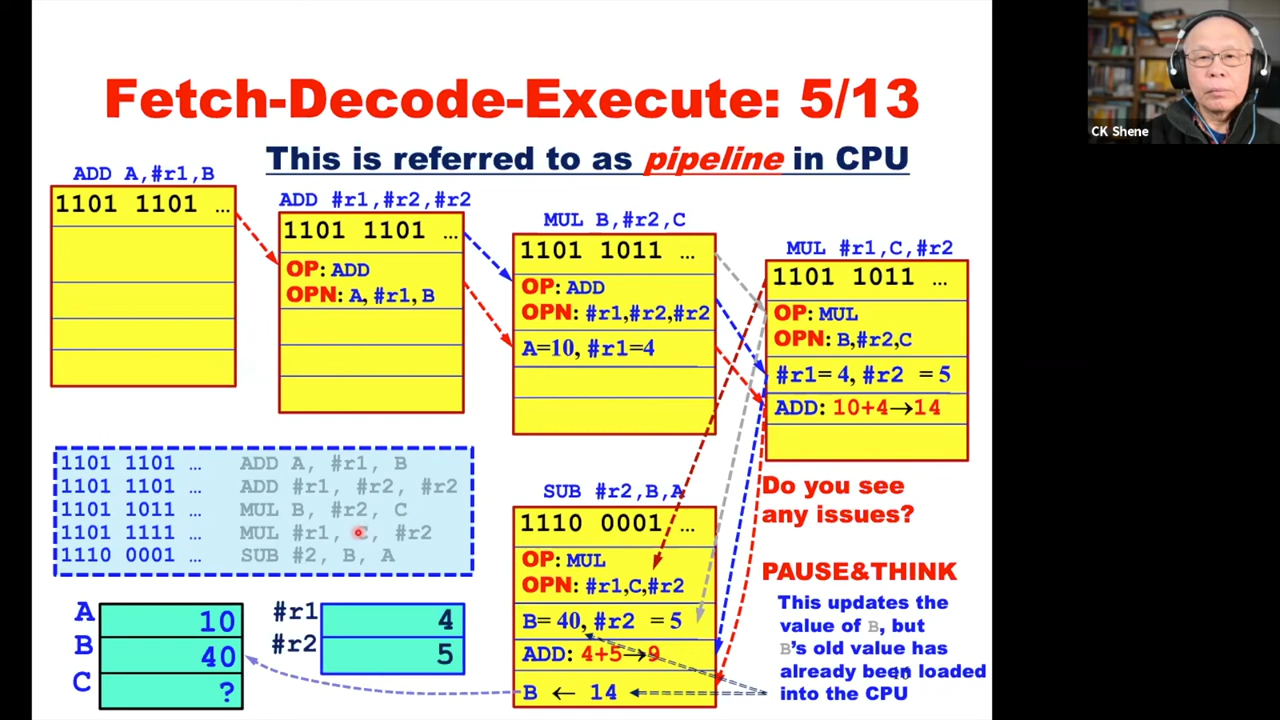 Fetch-Decode-Execute: 5/13
CK Shene
This is referred to as pipeline in CPU
ADD A,#r1,B
1101 1101 …
ADD #r1,#r2,#r2
1101 1101 …
OP: ADD
OPN: A, #r1, B
MUL B,#r2,C
1101 1011 …
OP: ADD
OPN: #r1,#r2,#r2
A=10, #r1=4
MUL #r1,C,#r2
1101 1011 …
OP: MUL
OPN: B,#r2,C
#r1= 4, #r2 = 5
ADD: 10+4→14
1101 1101 … ADD A, #r1, B
1101 1101 … ADD #r1, #r2, #r2
1101 1011 … MUL B, #r2, C
1101 1111 … MUL #r1, C, #r2
1110 0001 … SUB #2, B, A
SUB #r2,B,A
1110 0001 …
OP: MUL
OPN: #r1,C,#r2
B= 40, #r2 = 5
ADD: 4+5→9
B ← 14
Do you see
any issues?
PAUSE&THINK
This updates the
value of B, but
B's old value has
already been loaded
into the CPU
A 10
B 40
C ?
#r1 4
#r2 5